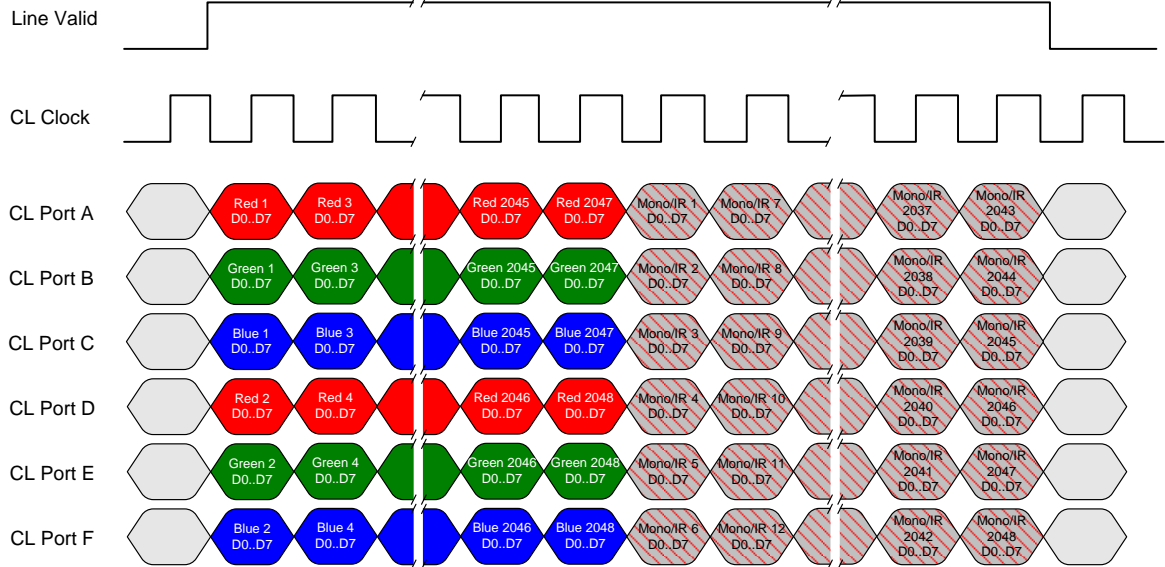 Line Valid
CL Clock
CL Port A
Red 1
D0..D7
Red 3
D0..D7
Red 2045
D0..D7
Red 2047
D0..D7
Mono/IR 1
D0..D7
Mono/IR 7
D0..D7
Mono/IR
2037
D0..D7
Mono/IR
2043
D0..D7
CL Port B
Green 1
D0..D7
Green 3
D0..D7
Green 2045
D0..D7
Green 2047
D0..D7
Mono/IR 2
D0..D7
Mono/IR 8
D0..D7
Mono/IR
2038
D0..D7
Mono/IR
2044
D0..D7
CL Port C
Blue 1
D0..D7
Blue 3
D0..D7
Blue 2045
D0..D7
Blue 2047
D0..D7
Mono/IR 3
D0..D7
Mono/IR 9
D0..D7
Mono/IR
2039
D0..D7
Mono/IR
2045
D0..D7
CL Port D
Red 2
D0..D7
Red 4
D0..D7
Red 2046
D0..D7
Red 2048
D0..D7
Mono/IR 4
D0..D7
Mono/IR 10
D0..D7
Mono/IR
2040
D0..D7
Mono/IR
2046
D0..D7
CL Port E
Green 2
D0..D7
Green 4
D0..D7
Green 2046
D0..D7
Green 2048
D0..D7
Mono/IR 5
D0..D7
Mono/IR 11
D0..D7
Mono/IR
2041
D0..D7
Mono/IR
2047
D0..D7
CL Port F
Blue 2
D0..D7
Blue 4
D0..D7
Blue 2046
D0..D7
Blue 2048
D0..D7
Mono/IR 6
D0..D7
Mono/IR 12
D0..D7
Mono/IR
2042
D0..D7
Mono/IR
2048
D0..D7